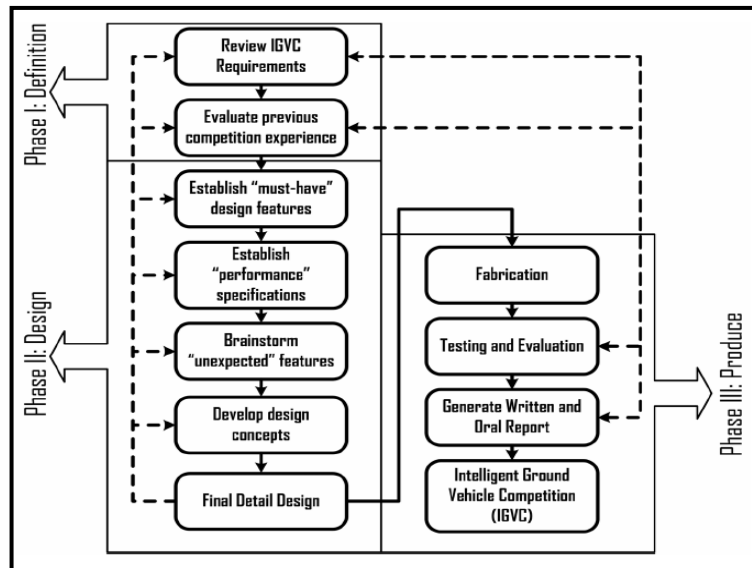 Phase I: Definition
Review IGVC
Requirements
Evaluate previous
competition experience
Phase II: Design
Establish “must-have”
design features
Establish
“performance”
specifications
Brainstorm
“unexpected” features
Develop design
concepts
Final Detail Design
Phase III: Produce
Fabrication
Testing and Evaluation
Generate Written and
Oral Report
Intelligent Ground
Vehicle Competition
(IGVC)